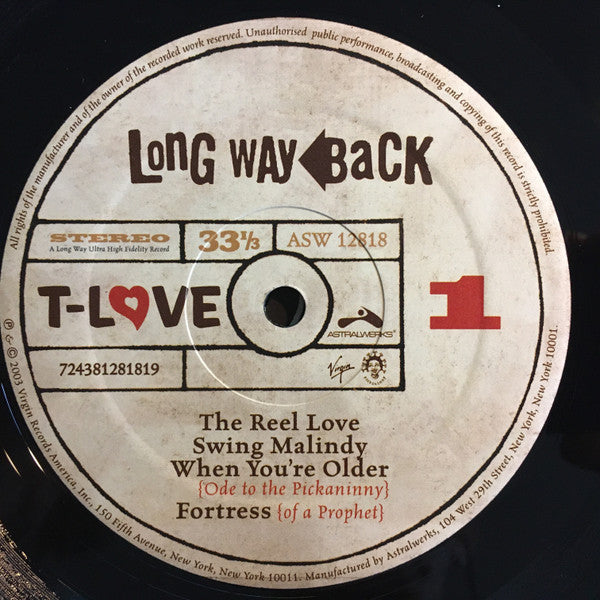 All rights of the manufacturer and of the owner of the recorded work reserved. Unauthorised public performance, broadcasting and copying of this record is strictly prohibited.
LONG WAY BACK
STEREO
A Long Way Ultra High Fidelity Record
33⅓
ASW 12818
T-L♥VE
ASTRALWERKS®
1
724381281819
Virgin
The Reel Love
Swing Malindy
When You're Older
{Ode to the Pickaninny}
Fortress {of a Prophet}
℗ & © 2003 Virgin Records America, Inc., 150 Fifth Avenue, New York, New York 10011. Manufactured by Astralwerks, 104 West 29th Street, New York, New York 10001.